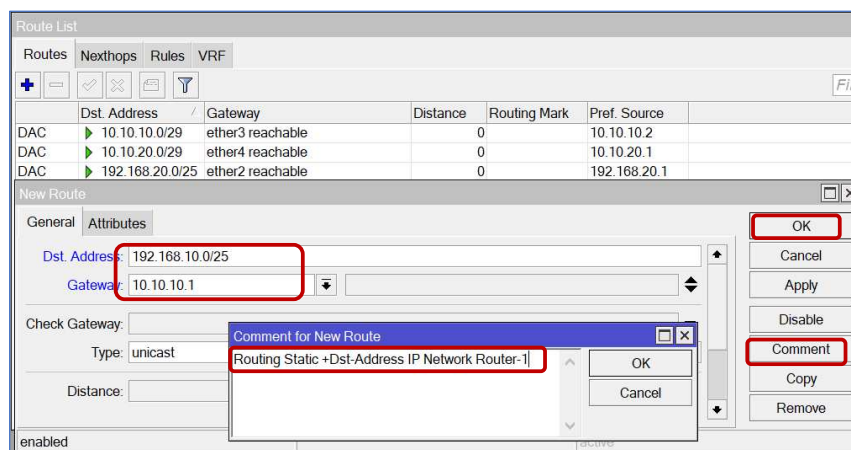 Route List
Routes Nexthops Rules VRF
Dst. Address / Gateway Distance Routing Mark Pref. Source
DAC 10.10.10.0/29 ether3 reachable 0 10.10.10.2
DAC 10.10.20.0/29 ether4 reachable 0 10.10.20.1
DAC 192.168.20.0/25 ether2 reachable 0 192.168.20.1
New Route
General Attributes
OK
Dst. Address: 192.168.10.0/25
Cancel
Gateway: 10.10.10.1
Apply
Check Gateway:
Disable
Comment for New Route
Type: unicast
Comment
Routing Static +Dst-Address IP Network Router-1
OK
Copy
Distance:
Cancel
Remove
enabled
active